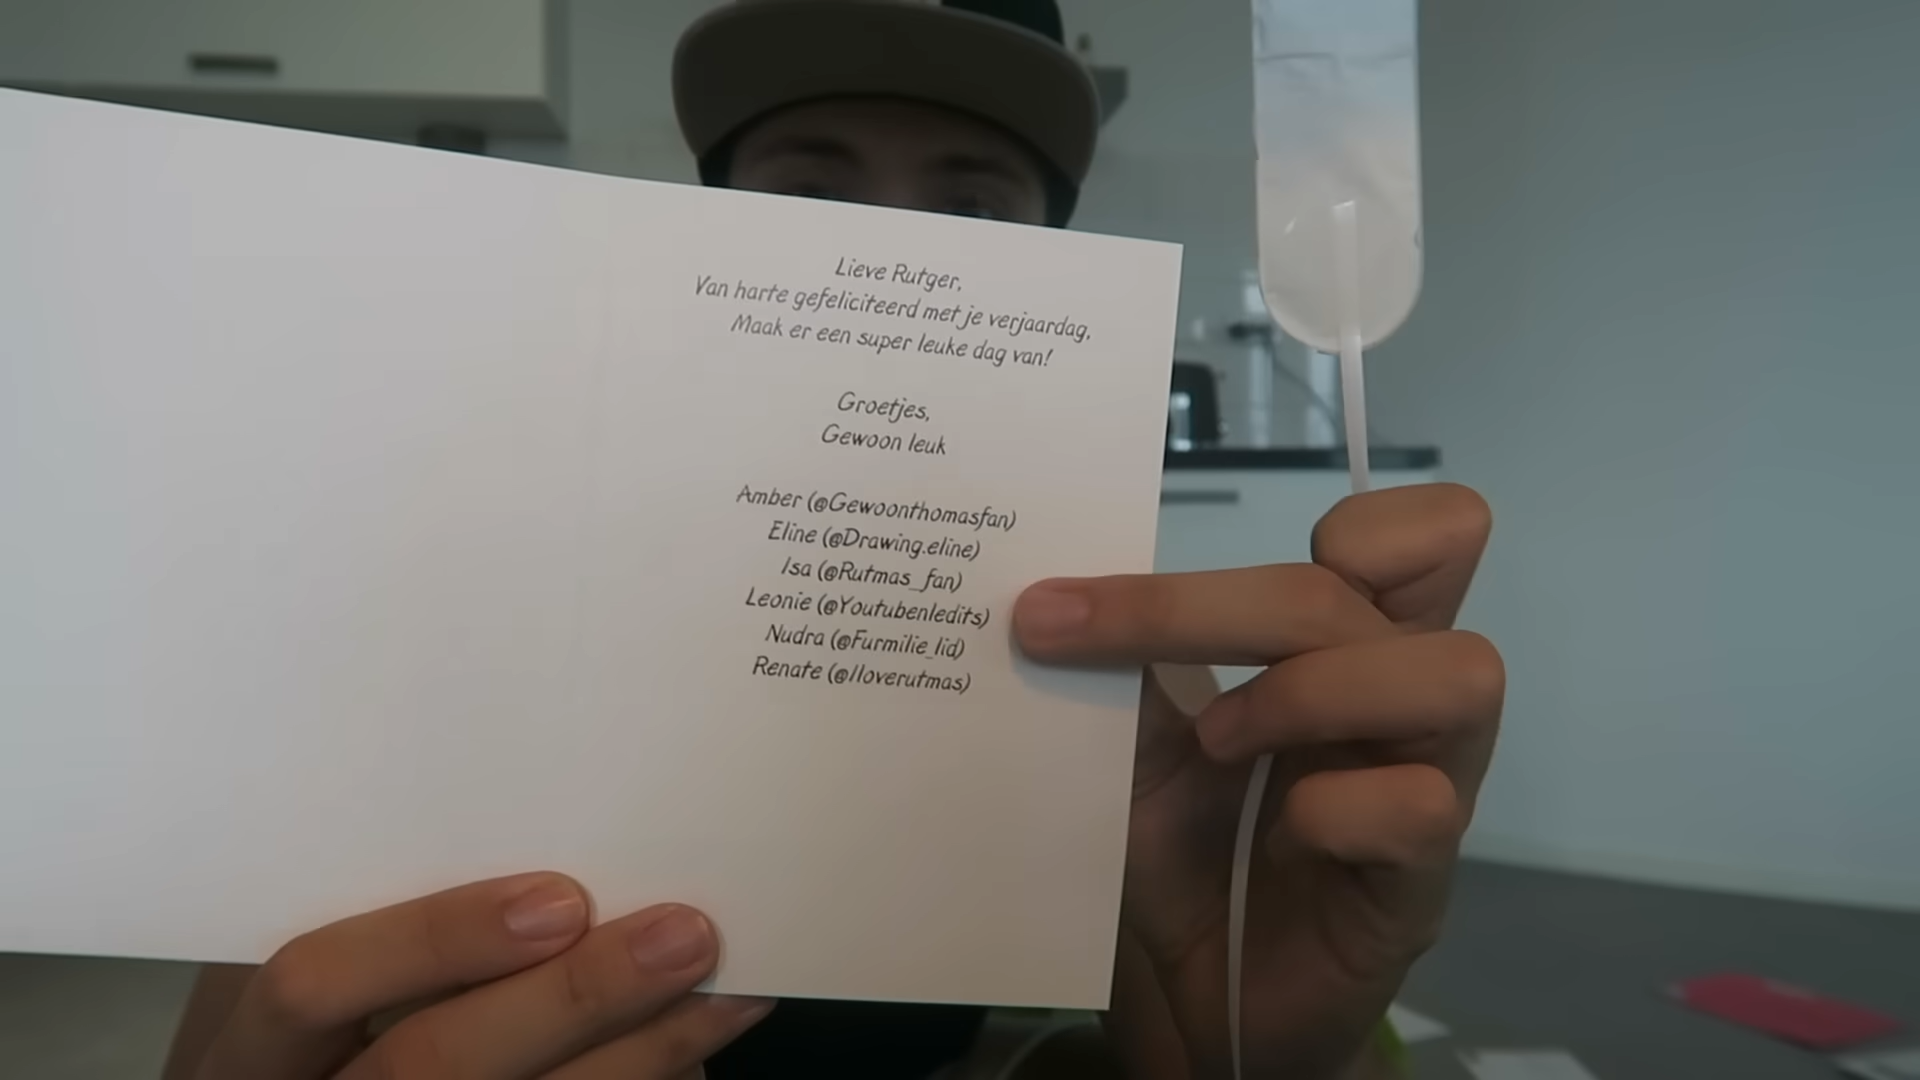 Lieve Rutger,
Van harte gefeliciteerd met je verjaardag,
Maak er een super leuke dag van!
Groetjes,
Gewoon leuk
Amber (@Gewoonthomasfan)
Eline (@Drawing.eline)
Isa (@Rutmas_fan)
Leonie (@Youtubenledits)
Nudra (@Furmilie_lid)
Renate (@Iloverutmas)